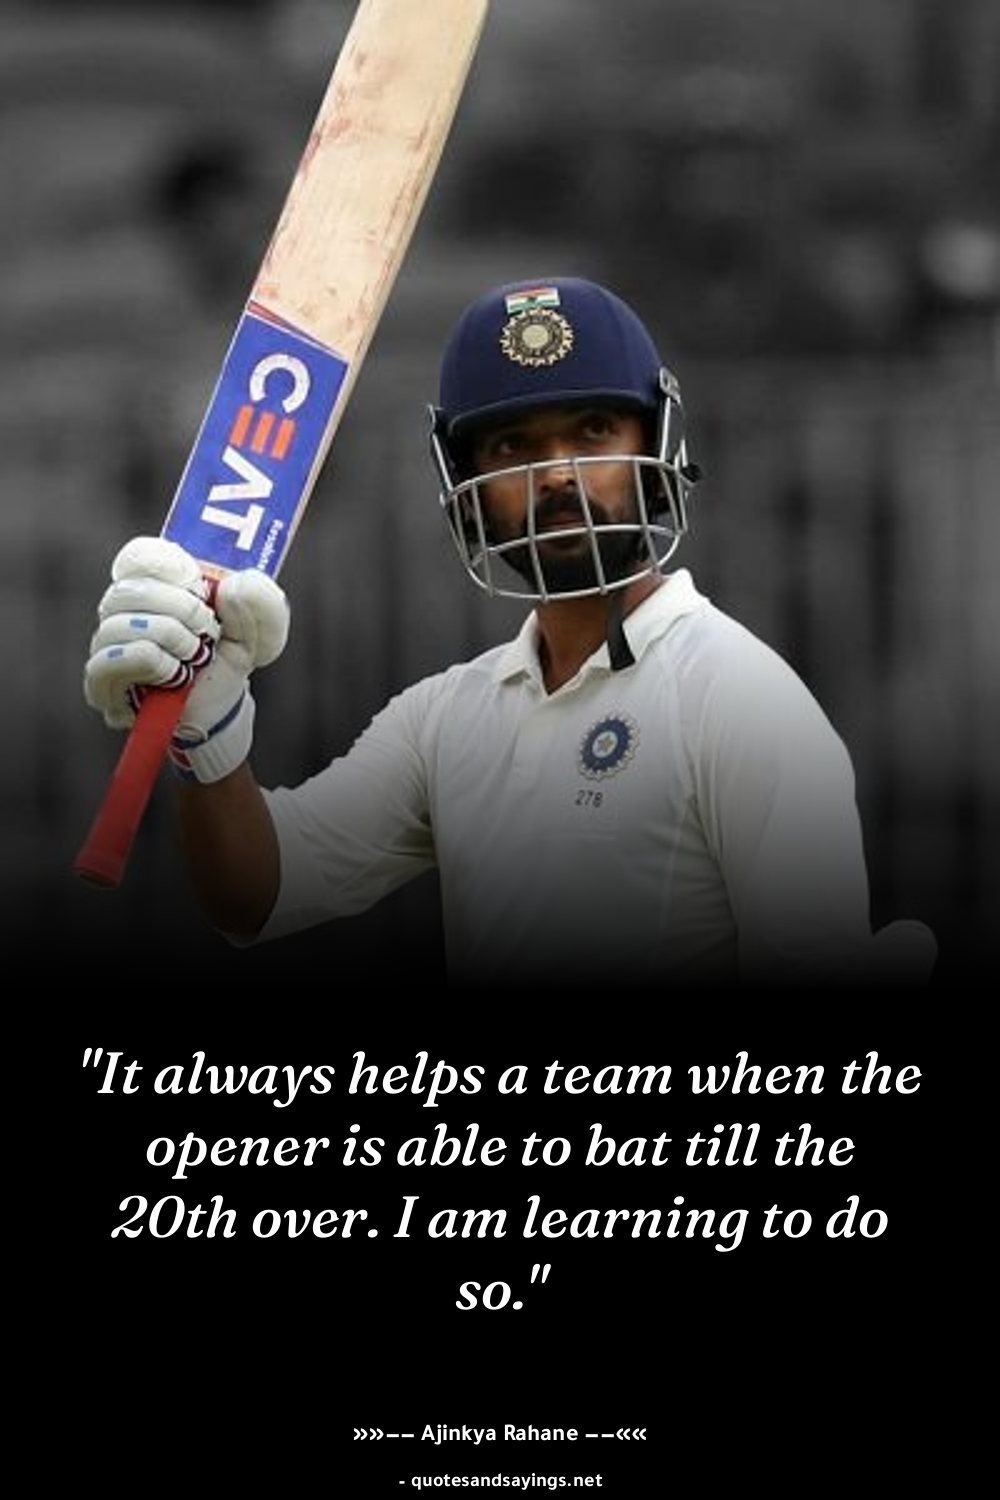 CEAT
278
"It always helps a team when the
opener is able to bat till the
20th over. I am learning to do
so."
»»–– Ajinkya Rahane ––««
- quotesandsayings.net